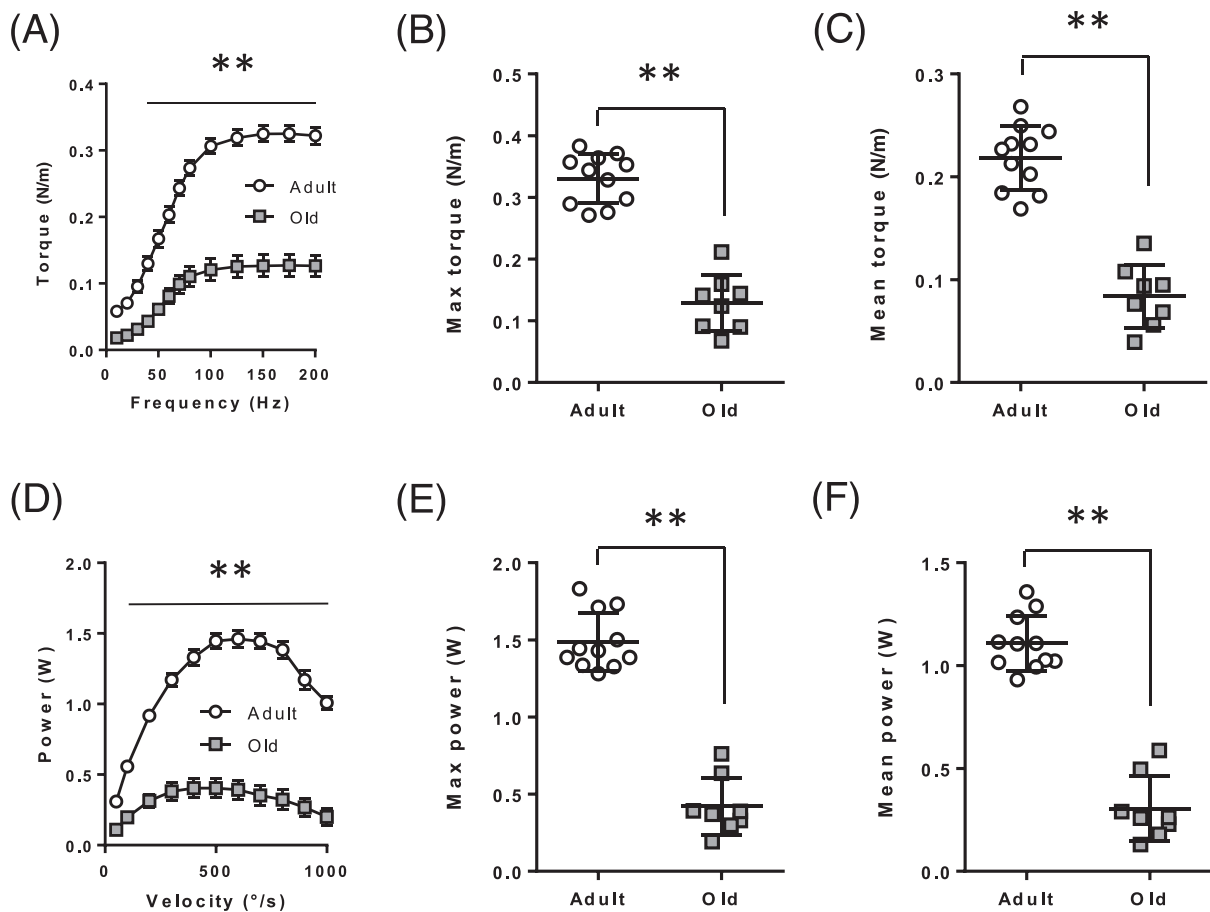 (A)
**
Torque (N/m)
0.4
0.3
0.2
0.1
0.0
0 50 100 150 200
Frequency (Hz)
Adult
Old
(B)
**
Max torque (N/m)
0.5
0.4
0.3
0.2
0.1
0.0
Adult Old
(C)
**
Mean torque (N/m)
0.3
0.2
0.1
0.0
Adult Old
(D)
**
Power (W)
2.0
1.5
1.0
0.5
0.0
0 500 1000
Velocity (°/s)
Adult
Old
(E)
**
Max power (W)
2.0
1.5
1.0
0.5
0.0
Adult Old
(F)
**
Mean power (W)
1.5
1.0
0.5
0.0
Adult Old